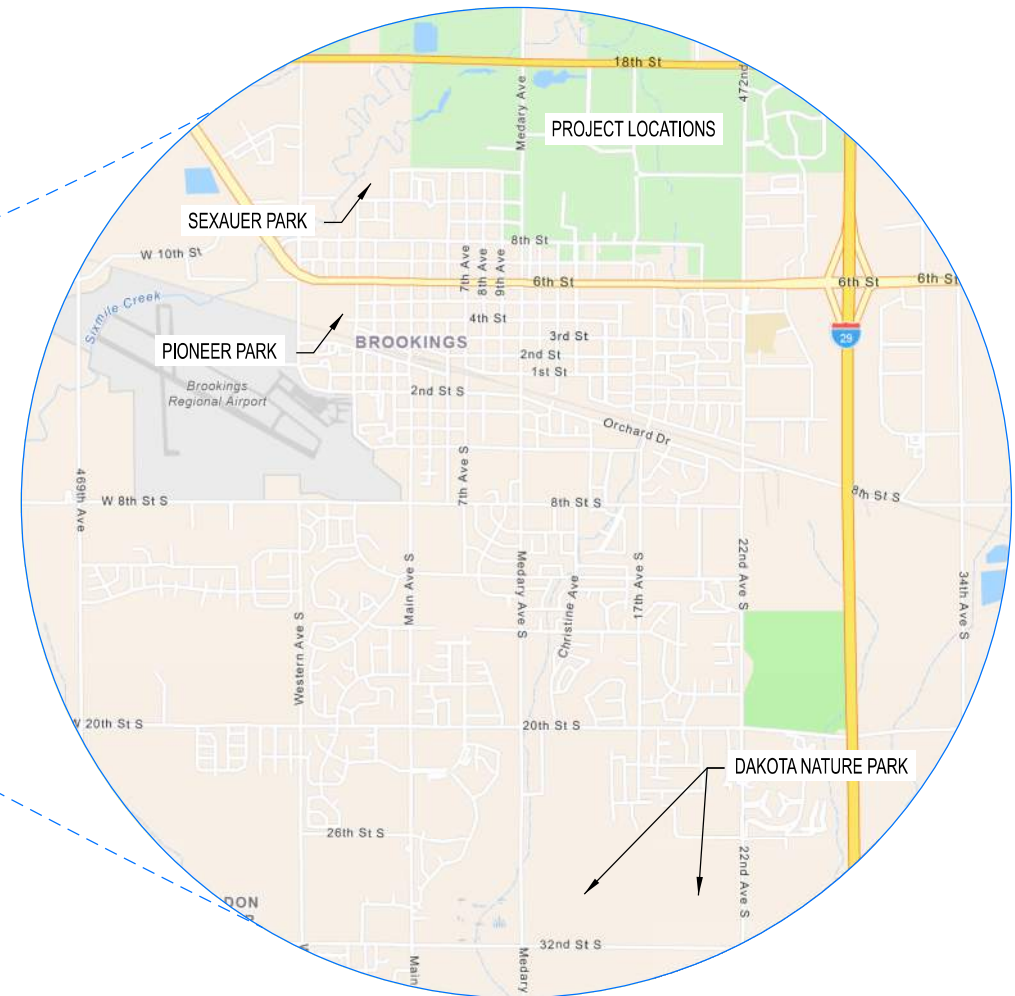 18th St
Medary Ave
472nd
PROJECT LOCATIONS
SEXAUER PARK
W 10th St
8th St
7th Ave
8th Ave
9th Ave
6th St
6th St
6th St
Sixmile Creek
4th St
PIONEER PARK
BROOKINGS
3rd St
2nd St
1st St
29
Brookings
Regional Airport
2nd St S
Orchard Dr
469th Ave
W 8th St S
7th Ave S
8th St S
8th St S
22nd Ave S
Main Ave S
Medary Ave S
Christine Ave
17th Ave S
34th Ave S
Western Ave S
W 20th St S
20th St S
DAKOTA NATURE PARK
26th St S
22nd Ave S
DON
32nd St S
Main
Medary